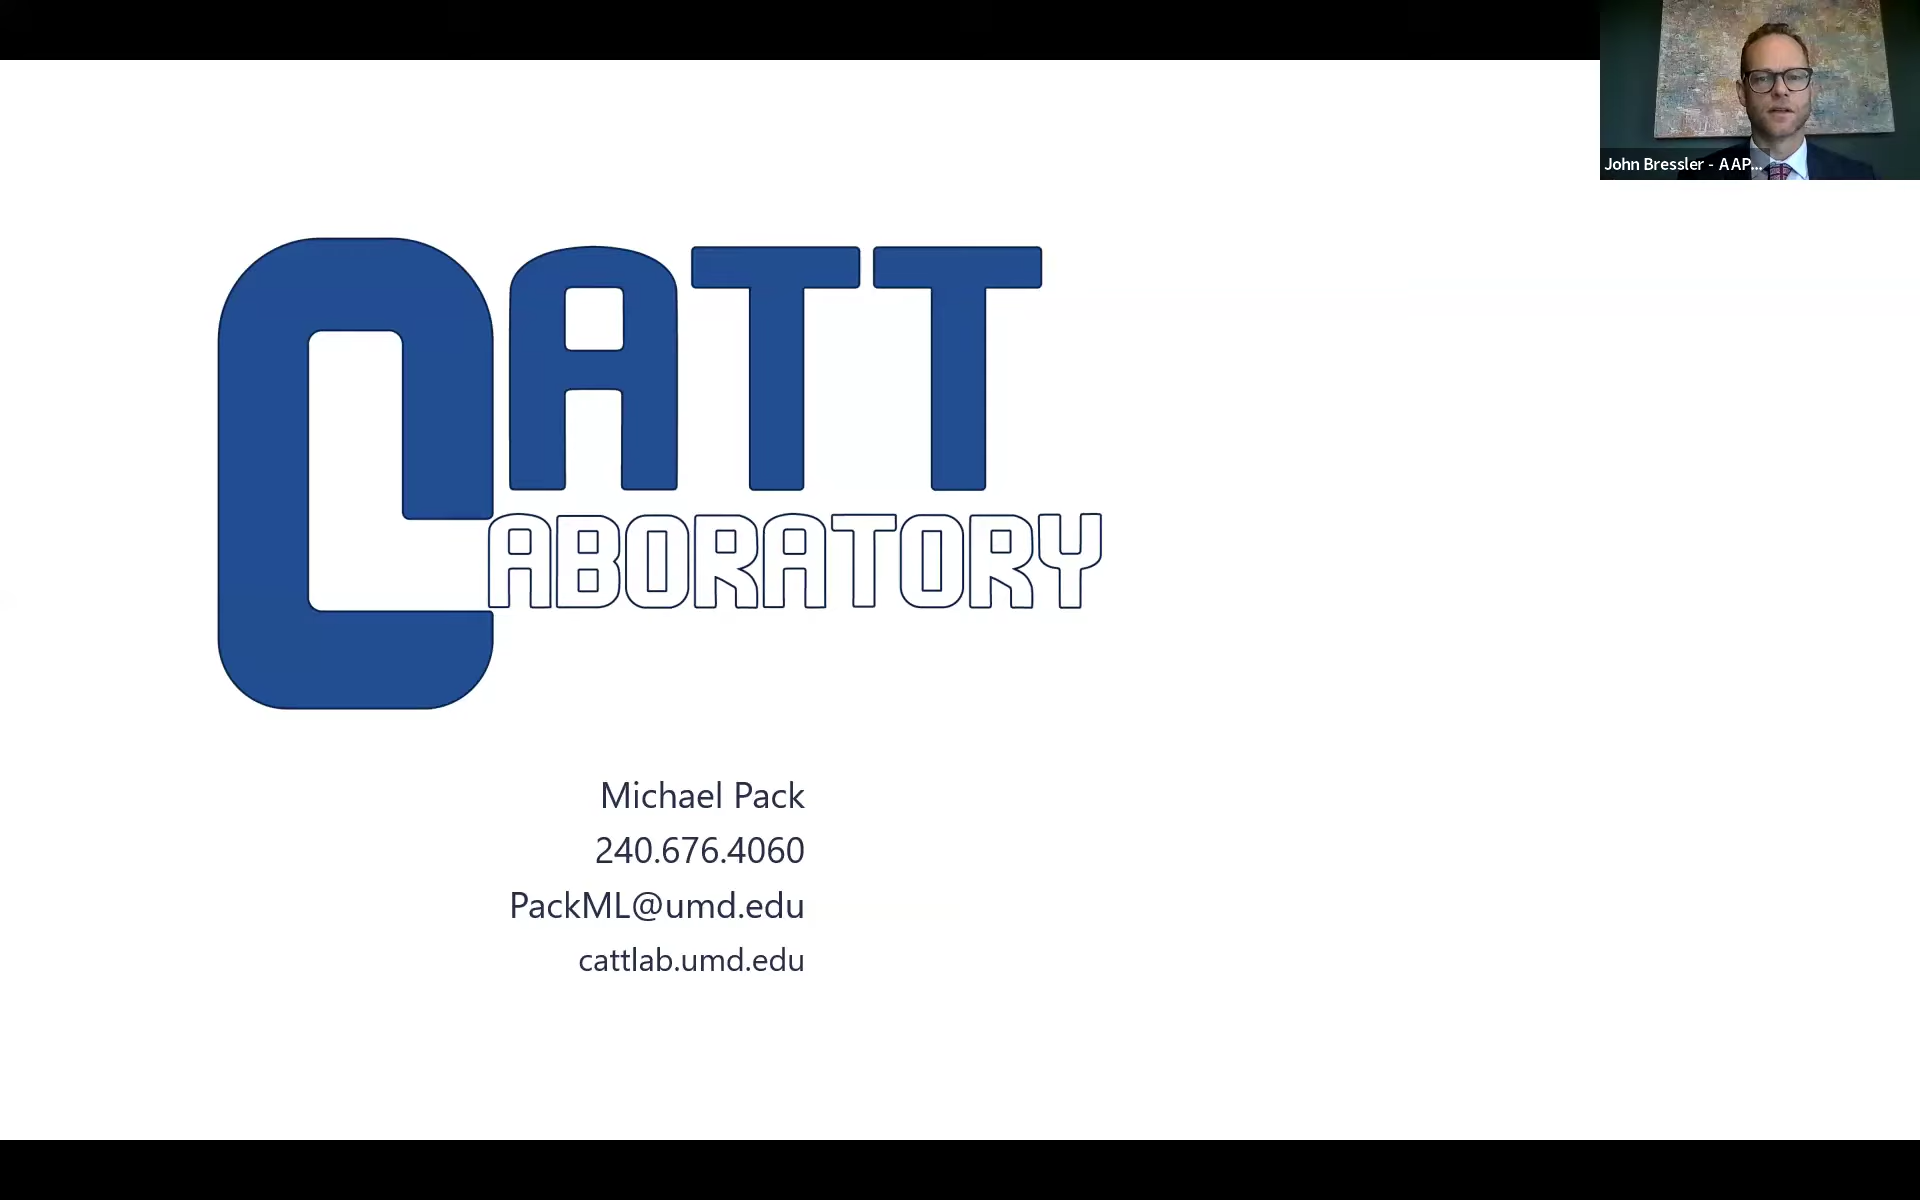 CATT
LABORATORY
Michael Pack
240.676.4060
PackML@umd.edu
cattlab.umd.edu
John Bressler - AAP...